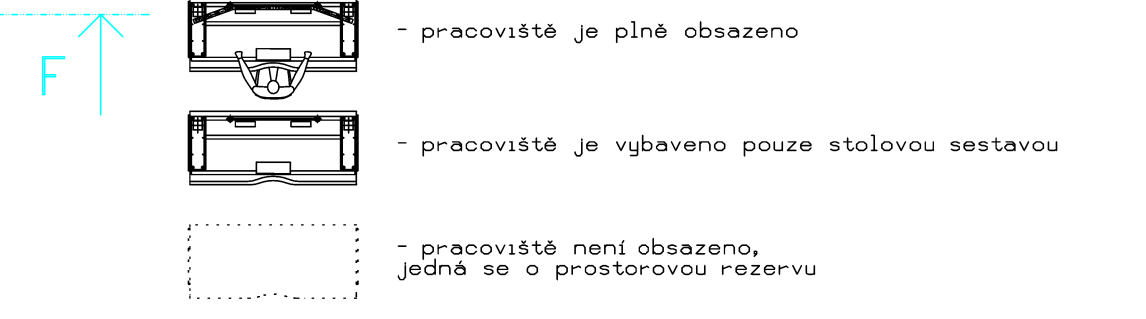 - pracoviště je plně obsazeno
F
- pracoviště je vybaveno pouze stolovou sestavou
- pracoviště není obsazeno,
jedná se o prostorovou rezervu